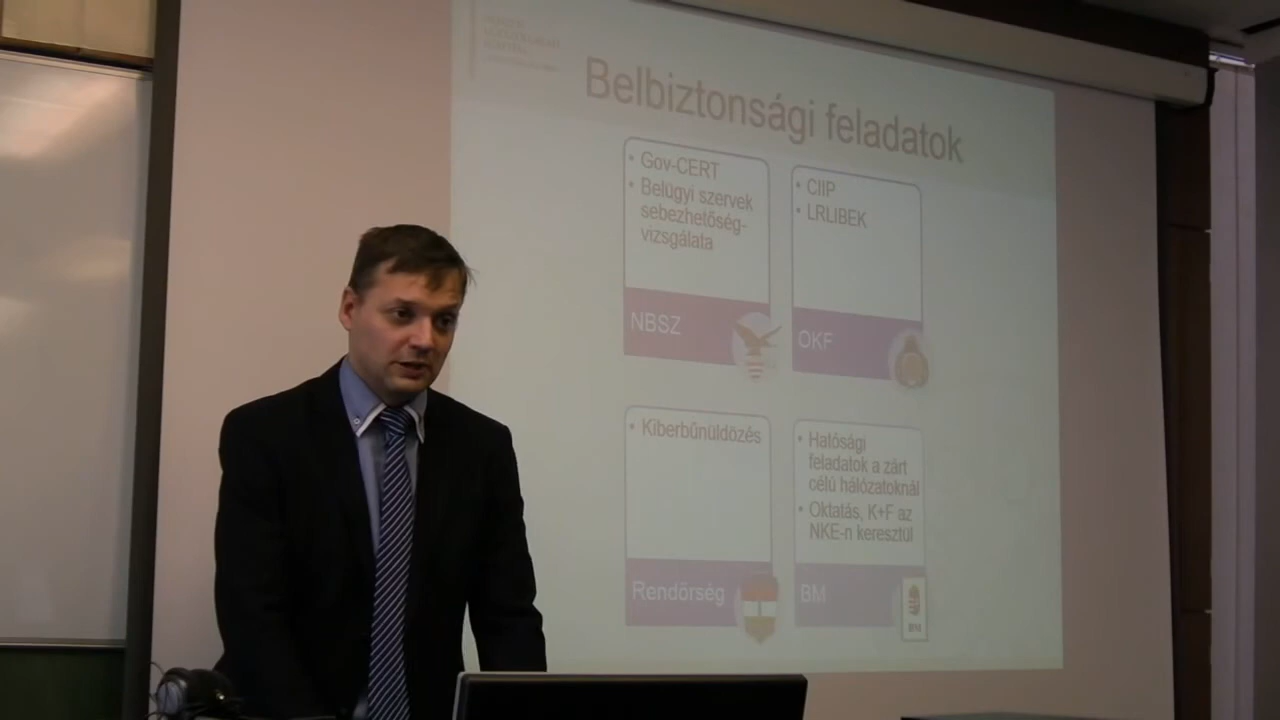 Belbiztonsági feladatok
• Gov-CERT
• Belügyi szervek
sebezhetőség-
vizsgálata
NBSZ
• CIIP
• LRLIBEK
OKF
• Kiberbűnüldözés
Rendőrség
• Hatósági
feladatok a zárt
célú hálózatoknál
• Oktatás, K+F az
NKE-n keresztül
BM
BM